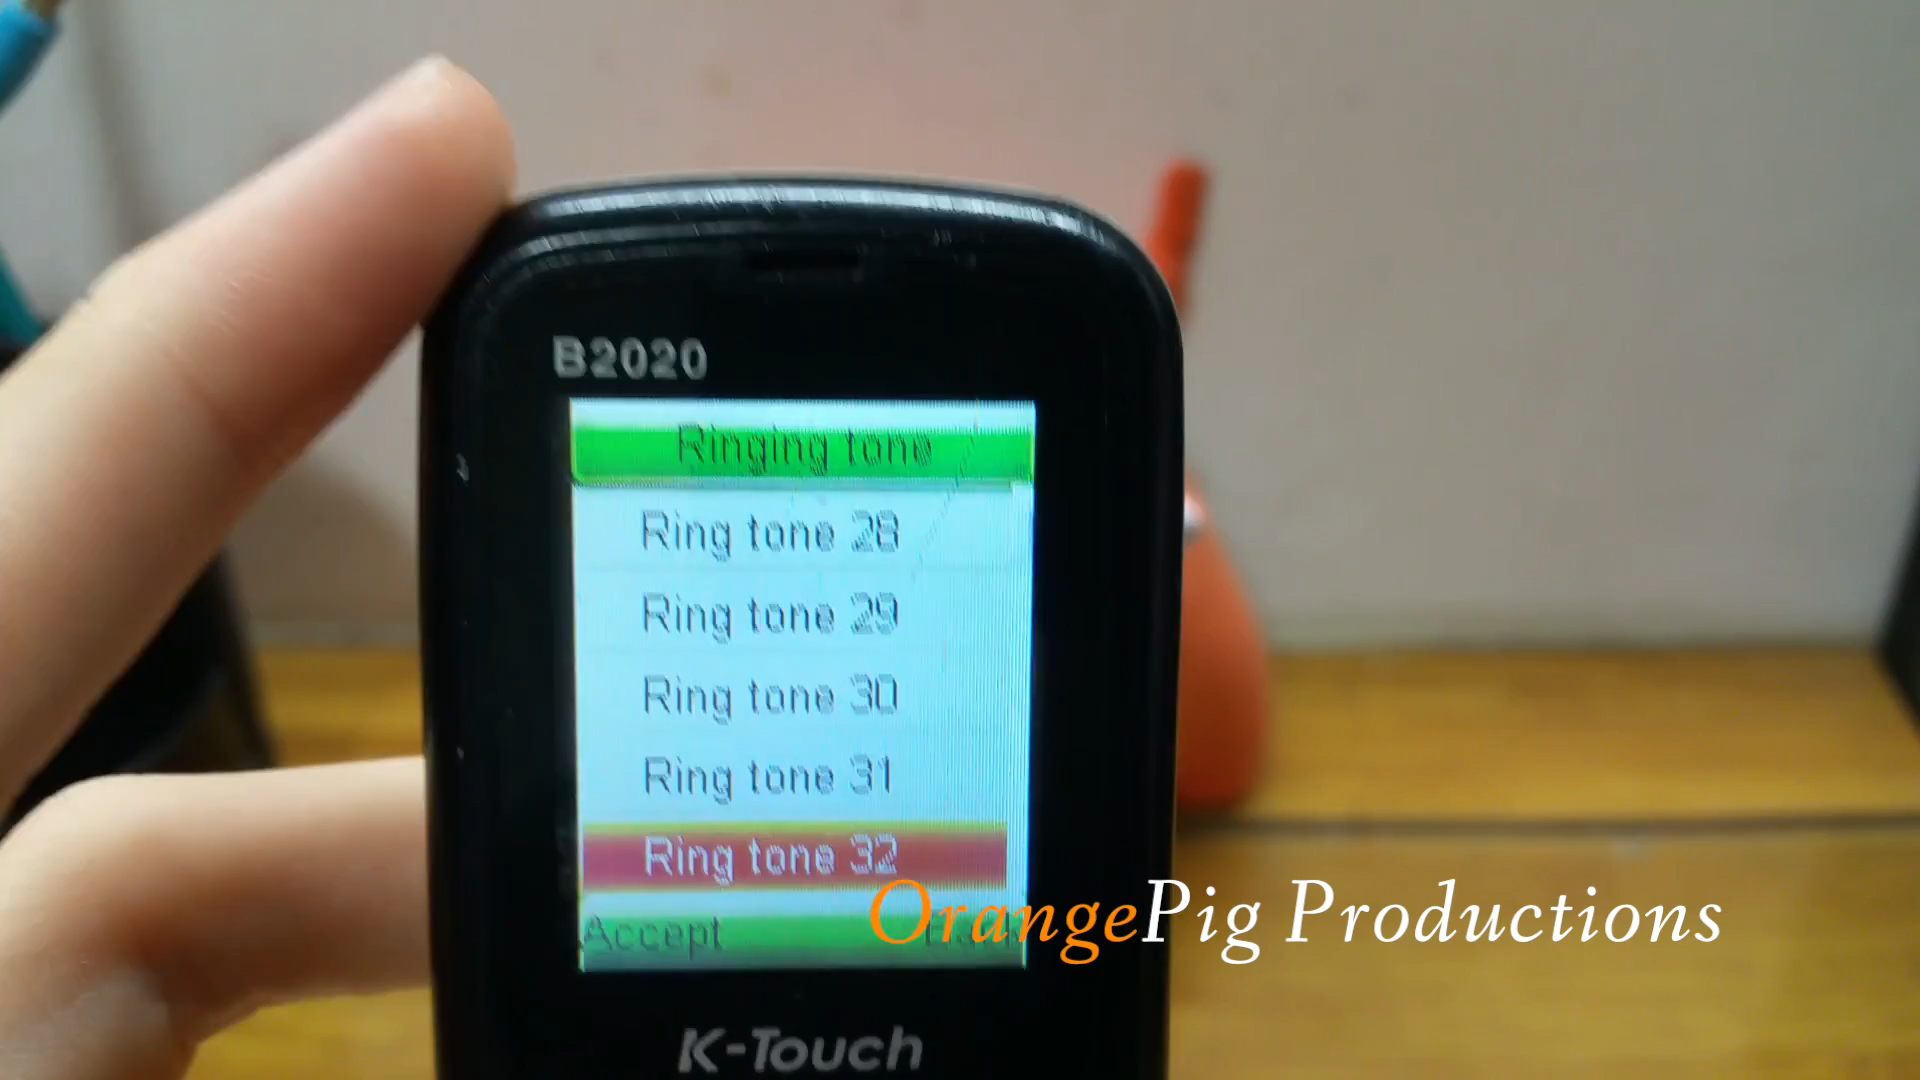 B2020
Ringing tone
Ring tone 28
Ring tone 29
Ring tone 30
Ring tone 31
Ring tone 32
Accept
OrangePig Productions
K-Touch